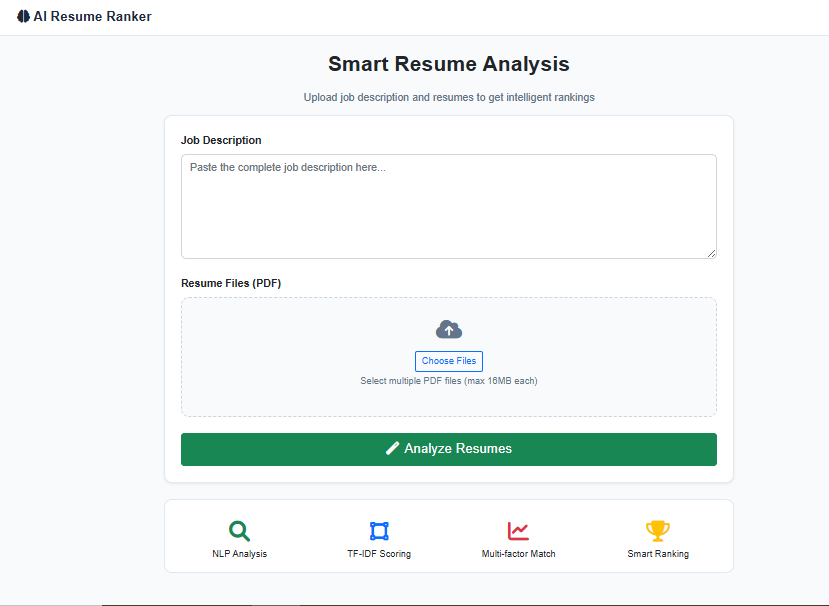 AI Resume Ranker
Smart Resume Analysis
Upload job description and resumes to get intelligent rankings
Job Description
Paste the complete job description here...
Resume Files (PDF)
Choose Files
Select multiple PDF files (max 16MB each)
Analyze Resumes
NLP Analysis
TF-IDF Scoring
Multi-factor Match
Smart Ranking